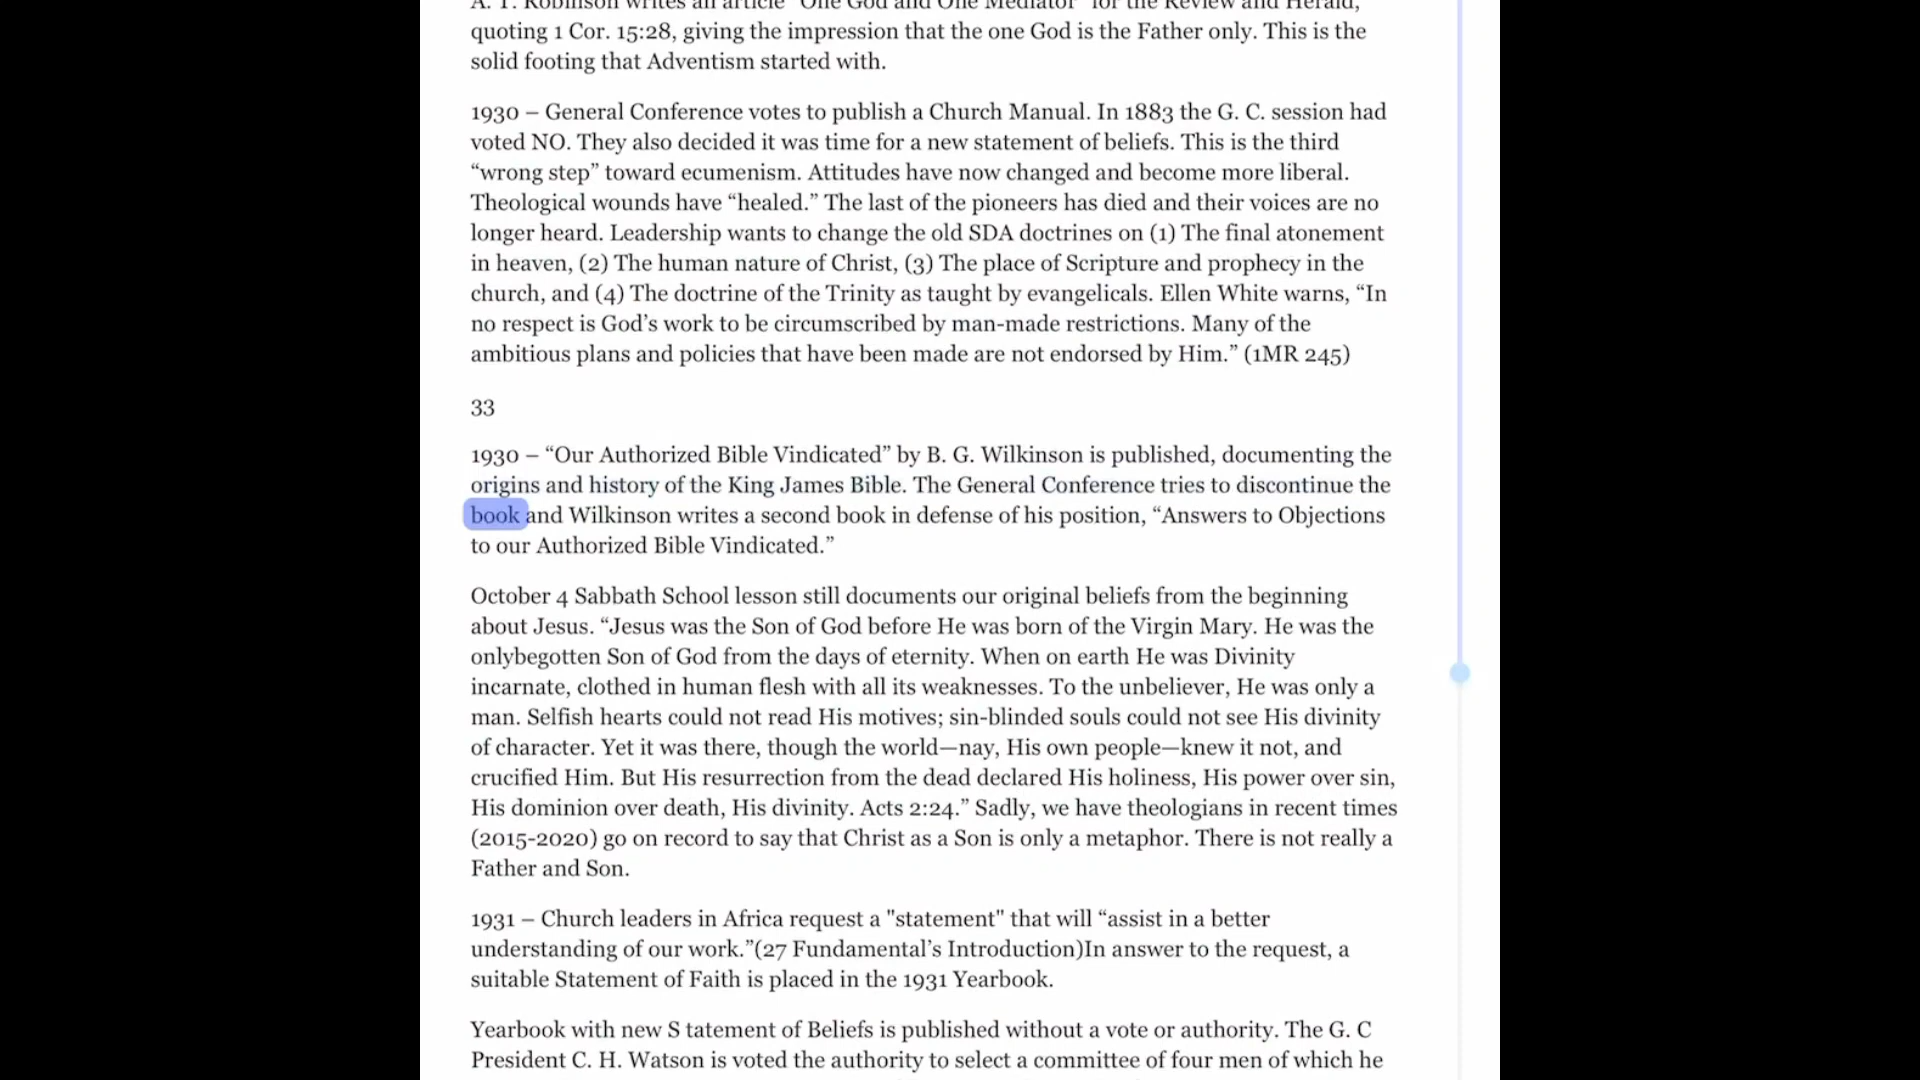 A. T. Robinson writes an article “One God and One Mediator” for the Review and Herald,
quoting 1 Cor. 15:28, giving the impression that the one God is the Father only. This is the
solid footing that Adventism started with.
1930 – General Conference votes to publish a Church Manual. In 1883 the G. C. session had
voted NO. They also decided it was time for a new statement of beliefs. This is the third
“wrong step” toward ecumenism. Attitudes have now changed and become more liberal.
Theological wounds have “healed.” The last of the pioneers has died and their voices are no
longer heard. Leadership wants to change the old SDA doctrines on (1) The final atonement
in heaven, (2) The human nature of Christ, (3) The place of Scripture and prophecy in the
church, and (4) The doctrine of the Trinity as taught by evangelicals. Ellen White warns, “In
no respect is God’s work to be circumscribed by man-made restrictions. Many of the
ambitious plans and policies that have been made are not endorsed by Him.” (1MR 245)
33
1930 – “Our Authorized Bible Vindicated” by B. G. Wilkinson is published, documenting the
origins and history of the King James Bible. The General Conference tries to discontinue the
book and Wilkinson writes a second book in defense of his position, “Answers to Objections
to our Authorized Bible Vindicated.”
October 4 Sabbath School lesson still documents our original beliefs from the beginning
about Jesus. “Jesus was the Son of God before He was born of the Virgin Mary. He was the
onlybegotten Son of God from the days of eternity. When on earth He was Divinity
incarnate, clothed in human flesh with all its weaknesses. To the unbeliever, He was only a
man. Selfish hearts could not read His motives; sin-blinded souls could not see His divinity
of character. Yet it was there, though the world—nay, His own people—knew it not, and
crucified Him. But His resurrection from the dead declared His holiness, His power over sin,
His dominion over death, His divinity. Acts 2:24.” Sadly, we have theologians in recent times
(2015-2020) go on record to say that Christ as a Son is only a metaphor. There is not really a
Father and Son.
1931 – Church leaders in Africa request a "statement" that will “assist in a better
understanding of our work.”(27 Fundamental’s Introduction)In answer to the request, a
suitable Statement of Faith is placed in the 1931 Yearbook.
Yearbook with new S tatement of Beliefs is published without a vote or authority. The G. C
President C. H. Watson is voted the authority to select a committee of four men of which he